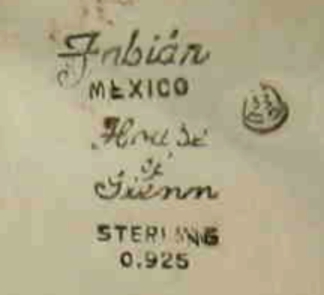 Fabián
MEXICO
House
of
Glenn
STERLING
0.925